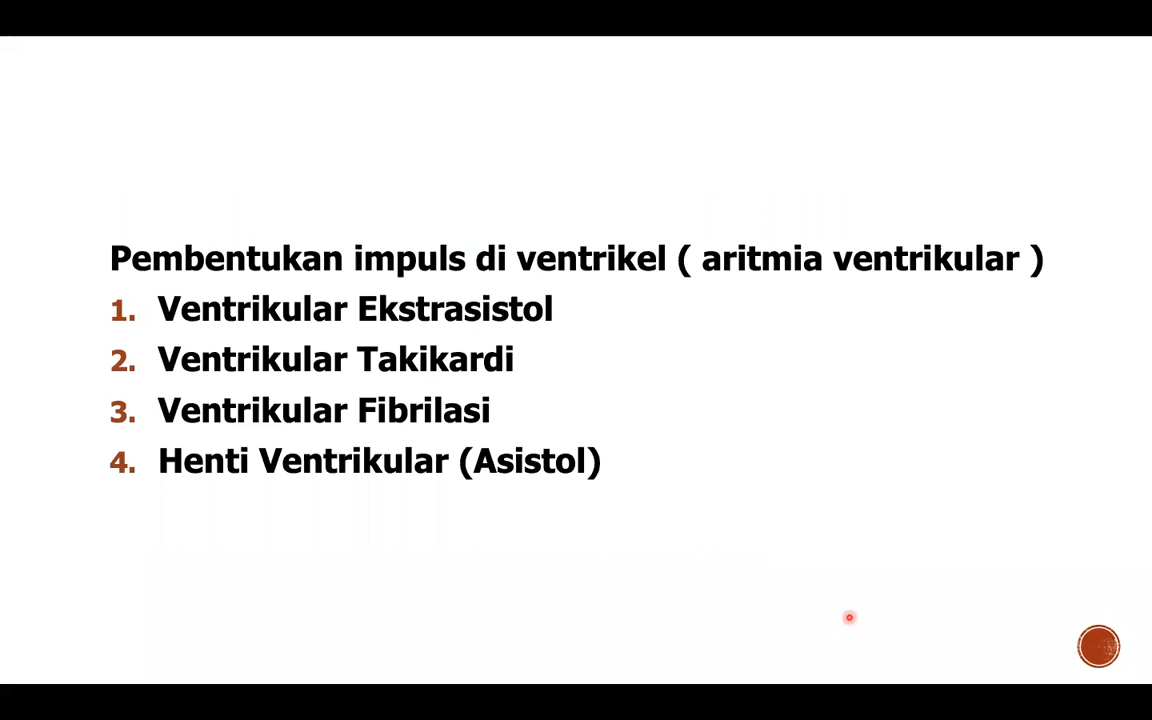 Pembentukan impuls di ventrikel ( aritmia ventrikular )
1. Ventrikular Ekstrasistol
2. Ventrikular Takikardi
3. Ventrikular Fibrilasi
4. Henti Ventrikular (Asistol)